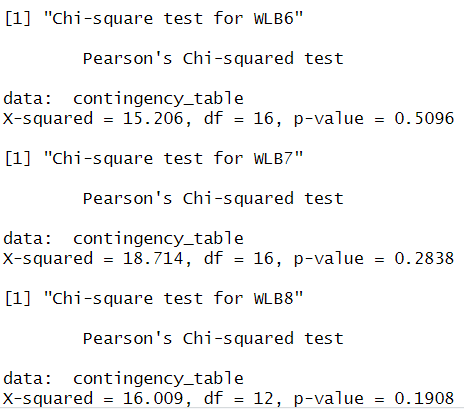 [1] "Chi-square test for WLB6"
Pearson's Chi-squared test
data:  contingency_table
X-squared = 15.206, df = 16, p-value = 0.5096
[1] "Chi-square test for WLB7"
Pearson's Chi-squared test
data:  contingency_table
X-squared = 18.714, df = 16, p-value = 0.2838
[1] "Chi-square test for WLB8"
Pearson's Chi-squared test
data:  contingency_table
X-squared = 16.009, df = 12, p-value = 0.1908